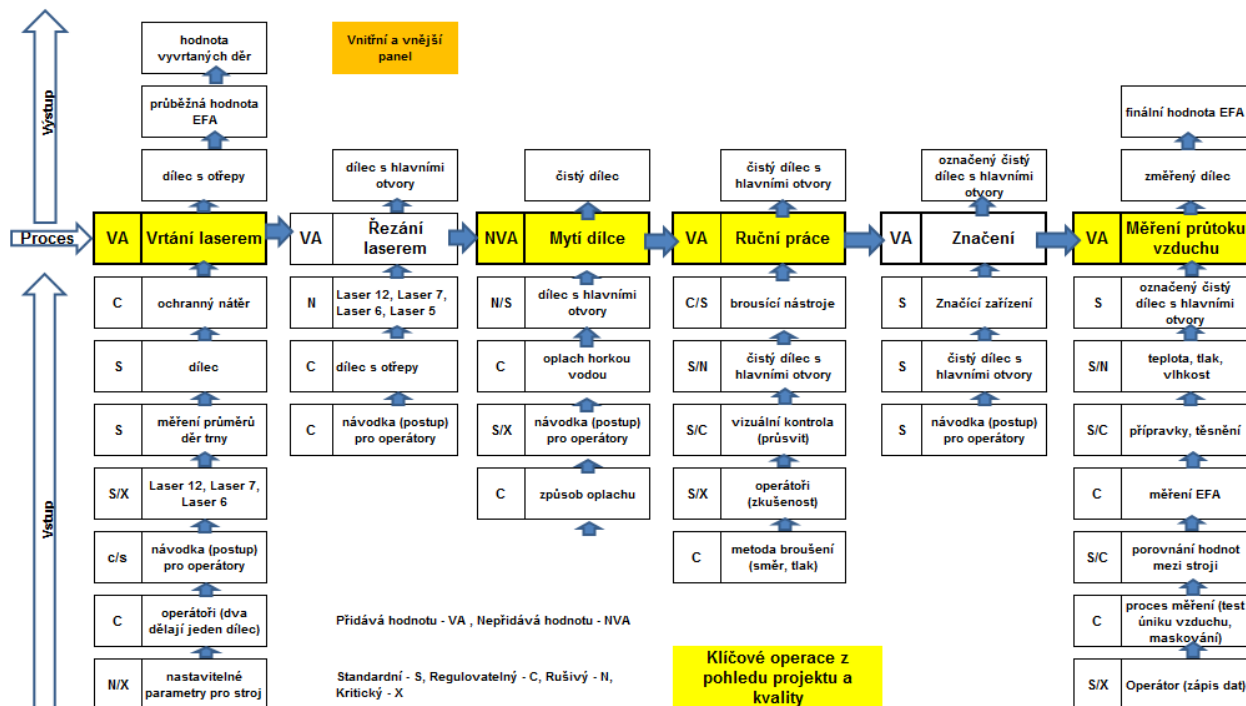 hodnota
vyvrtaných děr
Vnitřní a vnější
panel
průběžná hodnota
EFA
finální hodnota EFA
Výstup
dílec s otřepy
dílec s hlavními
otvory
čistý dílec
čistý dílec s
hlavními otvory
označený čistý
dílec s hlavními
otvory
změřený dílec
Proces
VA
Vrtání laserem
VA
Řezání
laserem
NVA
Mytí dílce
VA
Ruční práce
VA
Značení
VA
Měření průtoku
vzduchu
C
ochranný nátěr
N
Laser 12, Laser 7,
Laser 6, Laser 5
N/S
dílec s hlavními
otvory
C/S
brousící nástroje
S
Značící zařízení
S
označený čistý
dílec s hlavními
otvory
S
dílec
C
dílec s otřepy
C
oplach horkou
vodou
S/N
čistý dílec s
hlavními otvory
S
čistý dílec s
hlavními otvory
S/N
teplota, tlak,
vlhkost
S
měření průměrů
děr trny
C
návodka (postup)
pro operátory
S/X
návodka (postup)
pro operátory
S/C
vizuální kontrola
(průsvit)
S
návodka (postup)
pro operátory
S/C
přípravky, těsnění
Vstup
S/X
Laser 12, Laser 7,
Laser 6
C
způsob oplachu
S/X
operátoři
(zkušenost)
C
měření EFA
c/s
návodka (postup)
pro operátory
C
metoda broušení
(směr, tlak)
S/C
porovnání hodnot
mezi stroji
C
operátoři (dva
dělají jeden dílec)
Přidává hodnotu - VA , Nepřidává hodnotu - NVA
C
proces měření (test
úniku vzduchu,
maskování)
N/X
nastavitelné
parametry pro stroj
Standardní - S, Regulovatelný - C, Rušivý - N,
Kritický - X
Klíčové operace z
pohledu projektu a
kvality
S/X
Operátor (zápis dat)